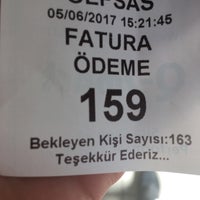 05/06/2017 15:21:45
FATURA
ÖDEME
159
Bekleyen Kişi Sayısı:163
Teşekkür Ederiz...